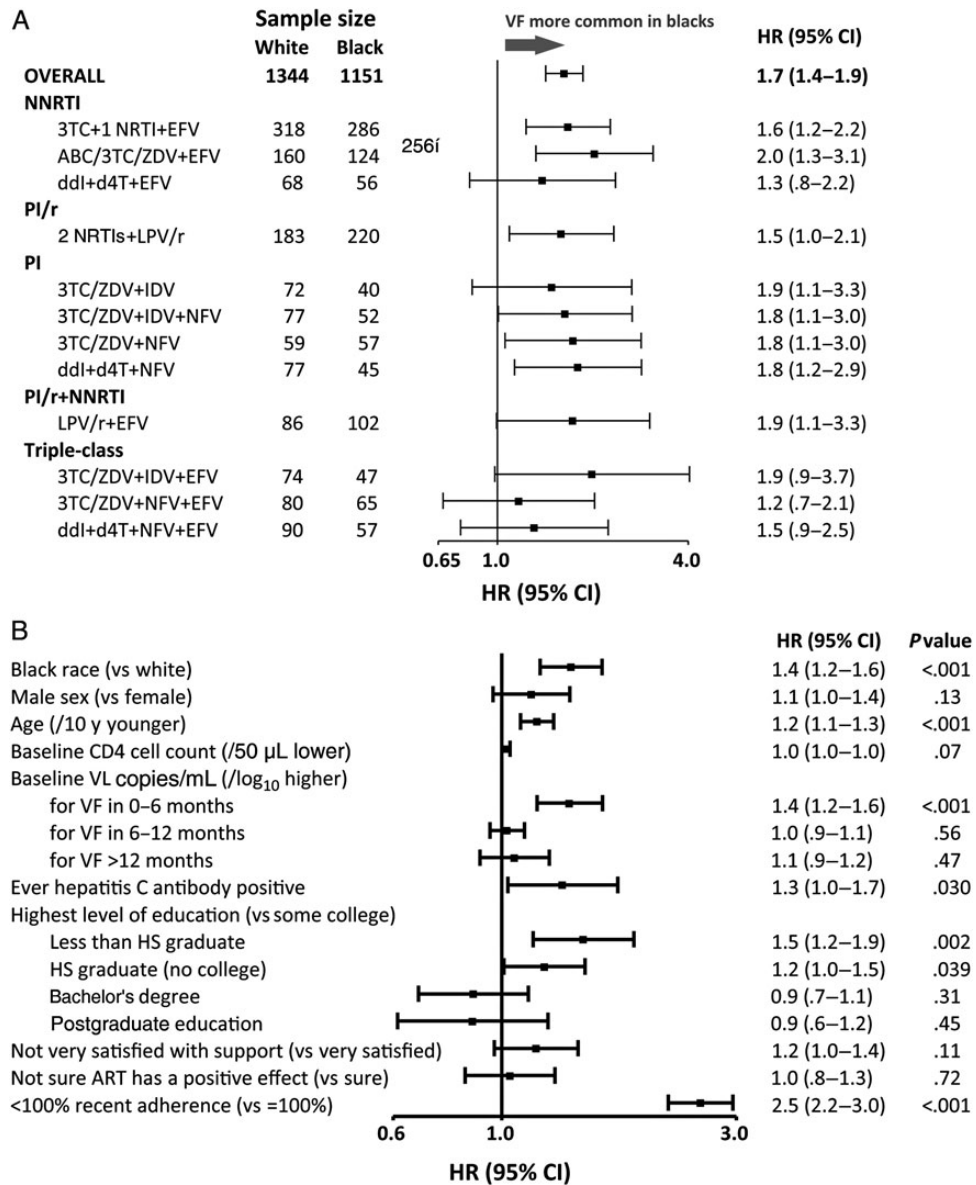 A
Sample size
VF more common in blacks
White Black HR (95% CI)
OVERALL 1344 1151 1.7 (1.4–1.9)
NNRTI
3TC+1 NRTI+EFV 318 286 1.6 (1.2–2.2)
256í
ABC/3TC/ZDV+EFV 160 124 2.0 (1.3–3.1)
ddI+d4T+EFV 68 56 1.3 (.8–2.2)
PI/r
2 NRTIs+LPV/r 183 220 1.5 (1.0–2.1)
PI
3TC/ZDV+IDV 72 40 1.9 (1.1–3.3)
3TC/ZDV+IDV+NFV 77 52 1.8 (1.1–3.0)
3TC/ZDV+NFV 59 57 1.8 (1.1–3.0)
ddI+d4T+NFV 77 45 1.8 (1.2–2.9)
PI/r+NNRTI
LPV/r+EFV 86 102 1.9 (1.1–3.3)
Triple-class
3TC/ZDV+IDV+EFV 74 47 1.9 (.9–3.7)
3TC/ZDV+NFV+EFV 80 65 1.2 (.7–2.1)
ddI+d4T+NFV+EFV 90 57 1.5 (.9–2.5)
0.65 1.0 4.0
HR (95% CI)
B
HR (95% CI) P value
Black race (vs white) 1.4 (1.2–1.6) <.001
Male sex (vs female) 1.1 (1.0–1.4) .13
Age (/10 y younger) 1.2 (1.1–1.3) <.001
Baseline CD4 cell count (/50 µL lower) 1.0 (1.0–1.0) .07
Baseline VL copies/mL (/log10 higher)
for VF in 0–6 months 1.4 (1.2–1.6) <.001
for VF in 6–12 months 1.0 (.9–1.1) .56
for VF >12 months 1.1 (.9–1.2) .47
Ever hepatitis C antibody positive 1.3 (1.0–1.7) .030
Highest level of education (vs some college)
Less than HS graduate 1.5 (1.2–1.9) .002
HS graduate (no college) 1.2 (1.0–1.5) .039
Bachelor's degree 0.9 (.7–1.1) .31
Postgraduate education 0.9 (.6–1.2) .45
Not very satisfied with support (vs very satisfied) 1.2 (1.0–1.4) .11
Not sure ART has a positive effect (vs sure) 1.0 (.8–1.3) .72
<100% recent adherence (vs =100%) 2.5 (2.2–3.0) <.001
0.6 1.0 3.0
HR (95% CI)